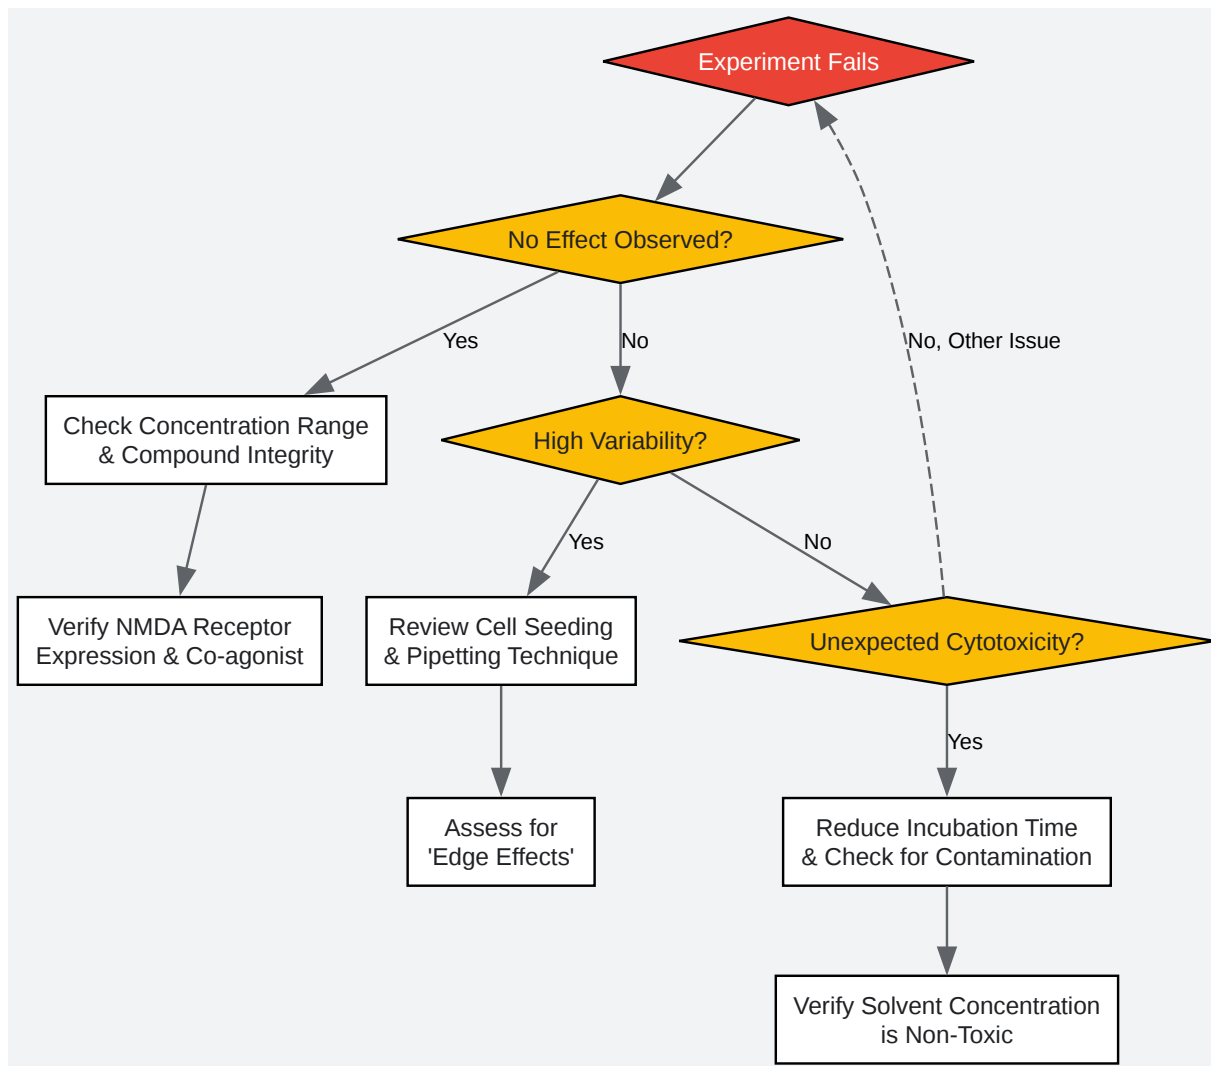 Experiment Fails
No Effect Observed?
Yes
No
No, Other Issue
Check Concentration Range
& Compound Integrity
High Variability?
Yes
No
Verify NMDA Receptor
Expression & Co-agonist
Review Cell Seeding
& Pipetting Technique
Unexpected Cytotoxicity?
Yes
Assess for
'Edge Effects'
Reduce Incubation Time
& Check for Contamination
Verify Solvent Concentration
is Non-Toxic